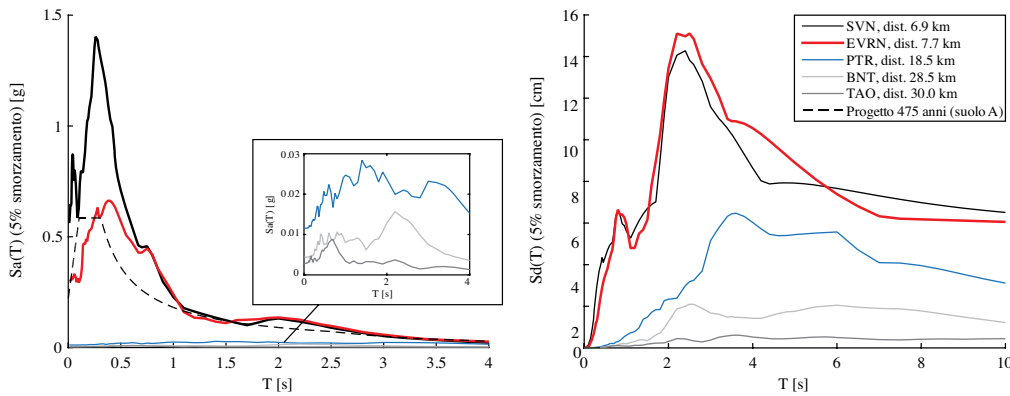 1.5
1
0.5
0
Sa(T) (5% smorzamento) [g]
0 0.5 1 1.5 2 2.5 3 3.5 4
T [s]
0.03
0.02
0.01
0
Sa(T) [g]
0 2 4
T [s]
16
14
12
10
8
6
4
2
0
Sd(T) (5% smorzamento) [cm]
0 2 4 6 8 10
T [s]
SVN, dist. 6.9 km
EVRN, dist. 7.7 km
PTR, dist. 18.5 km
BNT, dist. 28.5 km
TAO, dist. 30.0 km
Progetto 475 anni (suolo A)